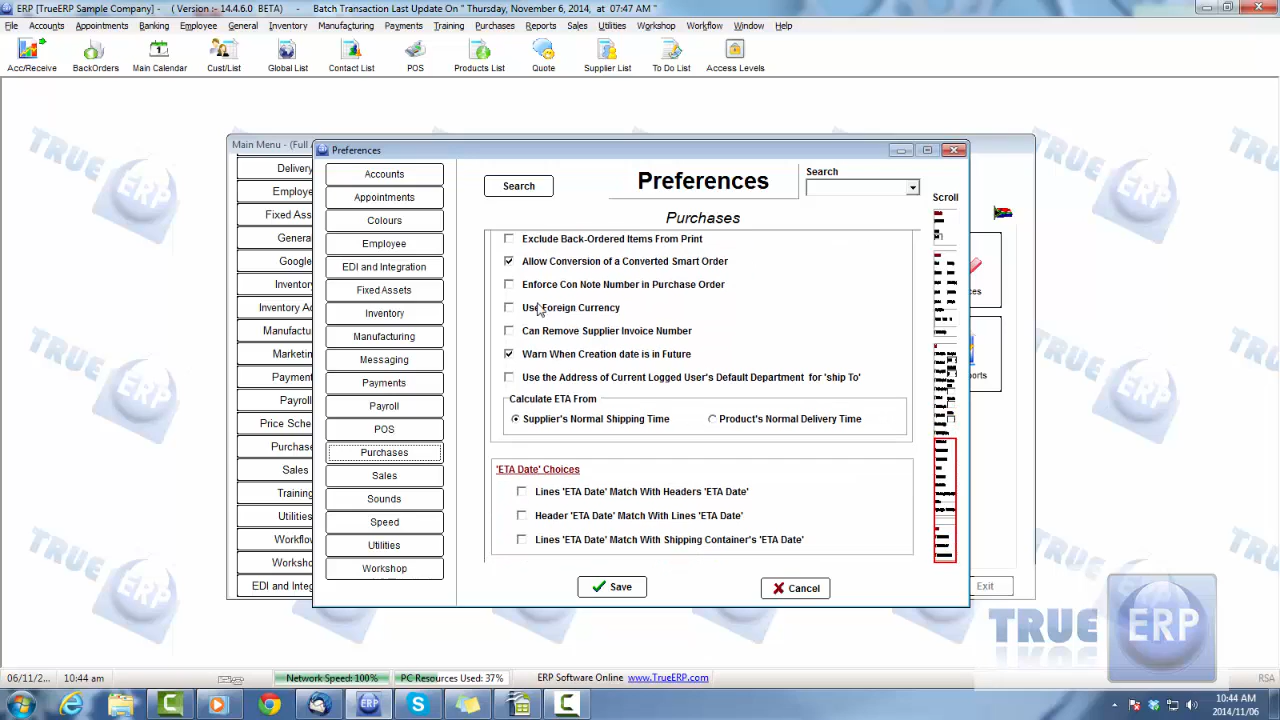 ERP [TrueERP Sample Company] - (Version :- 14.4.6.0 BETA) - Batch Transaction Last Update On " Thursday, November 6, 2014, at 07:47 AM "
Account Appointments Banking Employee General Inventory Manufacturing Payments Training Purchases Reports Sales Utilities Workshop Workflow Window Help
Acc/Receive BackOrders Main Calendar Cust/List Global List Contact List POS Products List Quote Supplier List To Do List Access Levels
Main Menu - (Full
Preferences
Delivery
Employe
Fixed Ass
Genera
Google
Inventor
Inventory A
Manufactu
Marketin
Payment
Payrol
Price Sche
Purchase
Sales
Training
Utilities
Workflow
Worksho
EDI and Integ
Accounts
Appointments
Colours
Employee
EDI and Integration
Fixed Assets
Inventory
Manufacturing
Messaging
Payments
Payroll
POS
Purchases
Sales
Sounds
Speed
Utilities
Workshop
Search
Preferences
Search
Purchases
Scroll
Exclude Back-Ordered Items From Print
Allow Conversion of a Converted Smart Order
Enforce Con Note Number in Purchase Order
Use Foreign Currency
Can Remove Supplier Invoice Number
Warn When Creation date is in Future
Use the Address of Current Logged User's Default Department for 'ship To'
Calculate ETA From
Supplier's Normal Shipping Time Product's Normal Delivery Time
'ETA Date' Choices
Lines 'ETA Date' Match With Headers 'ETA Date'
Header 'ETA Date' Match With Lines 'ETA Date'
Lines 'ETA Date' Match With Shipping Container's 'ETA Date'
Save Cancel
ces
ports
Exit
TRUE ERP
06/11/2... 10:44 am Network Speed: 100% PC Resources Used: 37% ERP Software www.TrueERP.com RSA
10:44 AM
2014/11/06